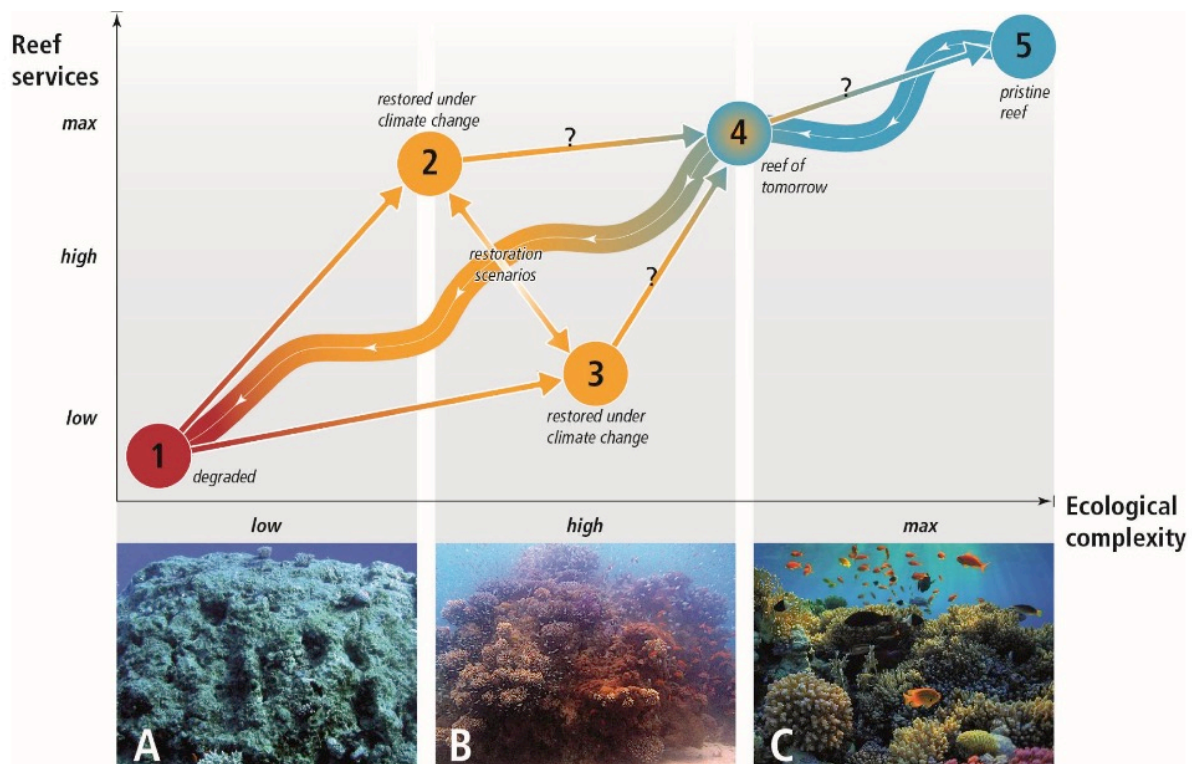 Reef
services
max
high
low
restored under
climate change
2
?
4
reef of
tomorrow
?
5
pristine
reef
restoration
scenarios
?
3
restored under
climate change
1
degraded
low
high
max
Ecological
complexity
A
B
C